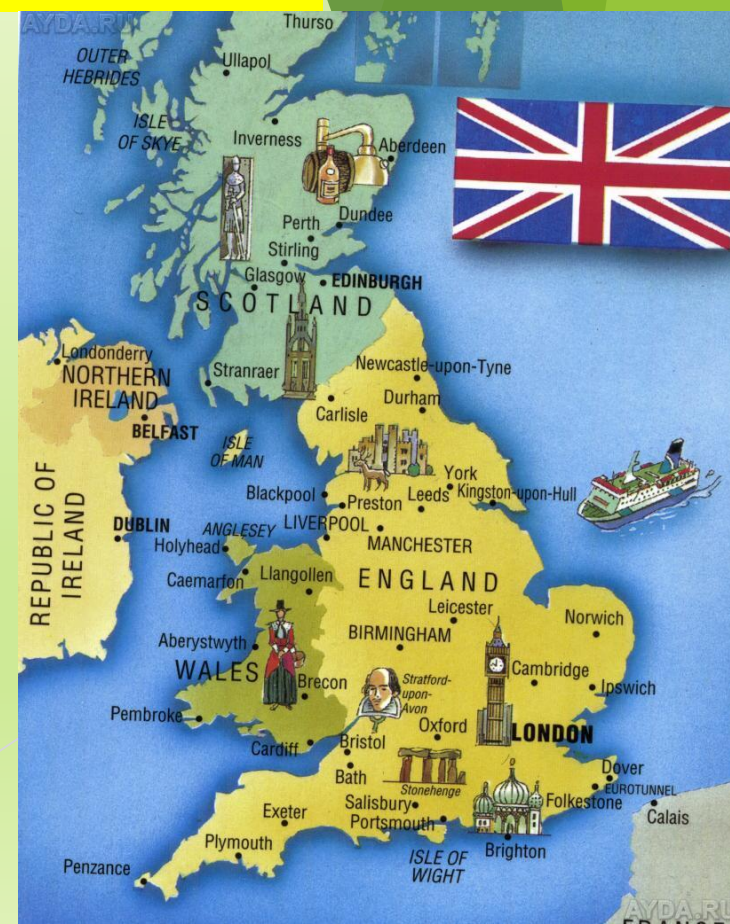 AYDA.RU
Thurso
OUTER
HEBRIDES
Ullapol
ISLE
OF SKYE
Inverness
Aberdeen
Perth
Dundee
Stirling
Glasgow
EDINBURGH
SCOTLAND
Londonderry
NORTHERN
IRELAND
BELFAST
Stranraer
Newcastle-upon-Tyne
Durham
Carlisle
ISLE
OF MAN
York
Blackpool
Preston
Leeds
Kingston-upon-Hull
REPUBLIC OF
IRELAND
DUBLIN
ANGLESEY
LIVERPOOL
Holyhead
MANCHESTER
Caemarfon
Llangollen
ENGLAND
Leicester
Norwich
BIRMINGHAM
Aberystwyth
WALES
Brecon
Stratford-
upon-
Avon
Cambridge
Ipswich
Pembroke
Cardiff
Bristol
Oxford
LONDON
Bath
Stonehenge
Dover
EUROTUNNEL
Folkestone
Calais
Exeter
Salisbury
Portsmouth
Plymouth
Brighton
Penzance
ISLE OF
WIGHT
AYDA.RU